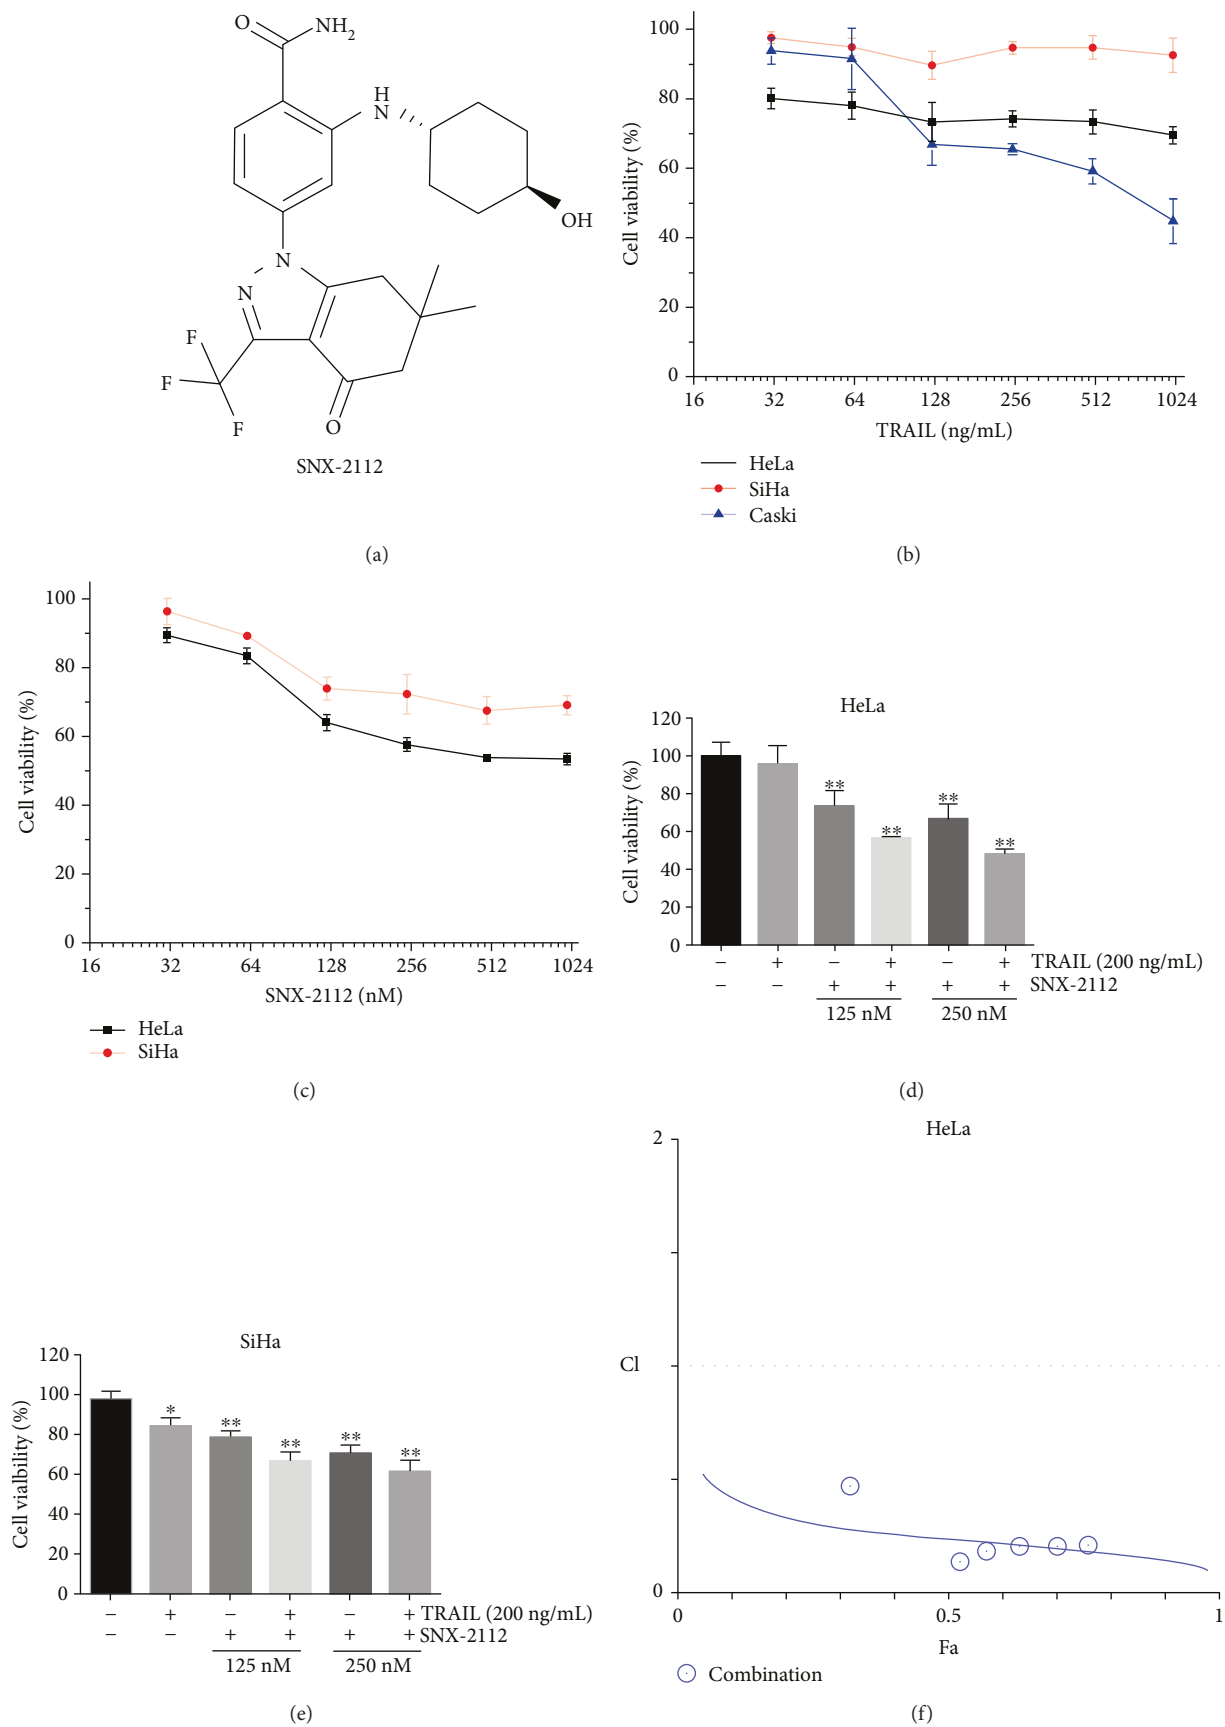 O
NH2
H
N
OH
N
N
F
F
F
O
SNX-2112
(a)
100
80
60
40
20
0
Cell viability (%)
16 32 64 128 256 512 1024
TRAIL (ng/mL)
HeLa
SiHa
Caski
(b)
100
80
60
40
20
0
Cell viability (%)
16 32 64 128 256 512 1024
SNX-2112 (nM)
HeLa
SiHa
(c)
HeLa
120
100
80
60
40
20
0
Cell viability (%)
** ** ** **
− + − + − + TRAIL (200 ng/mL)
− − + + + + SNX-2112
125 nM 250 nM
(d)
SiHa
120
100
80
60
40
20
0
Cell vialbility (%)
* ** ** ** **
− + − + − + TRAIL (200 ng/mL)
− − + + + + SNX-2112
125 nM 250 nM
(e)
HeLa
2
Cl
0
0 0.5 1
Fa
Combination
(f)